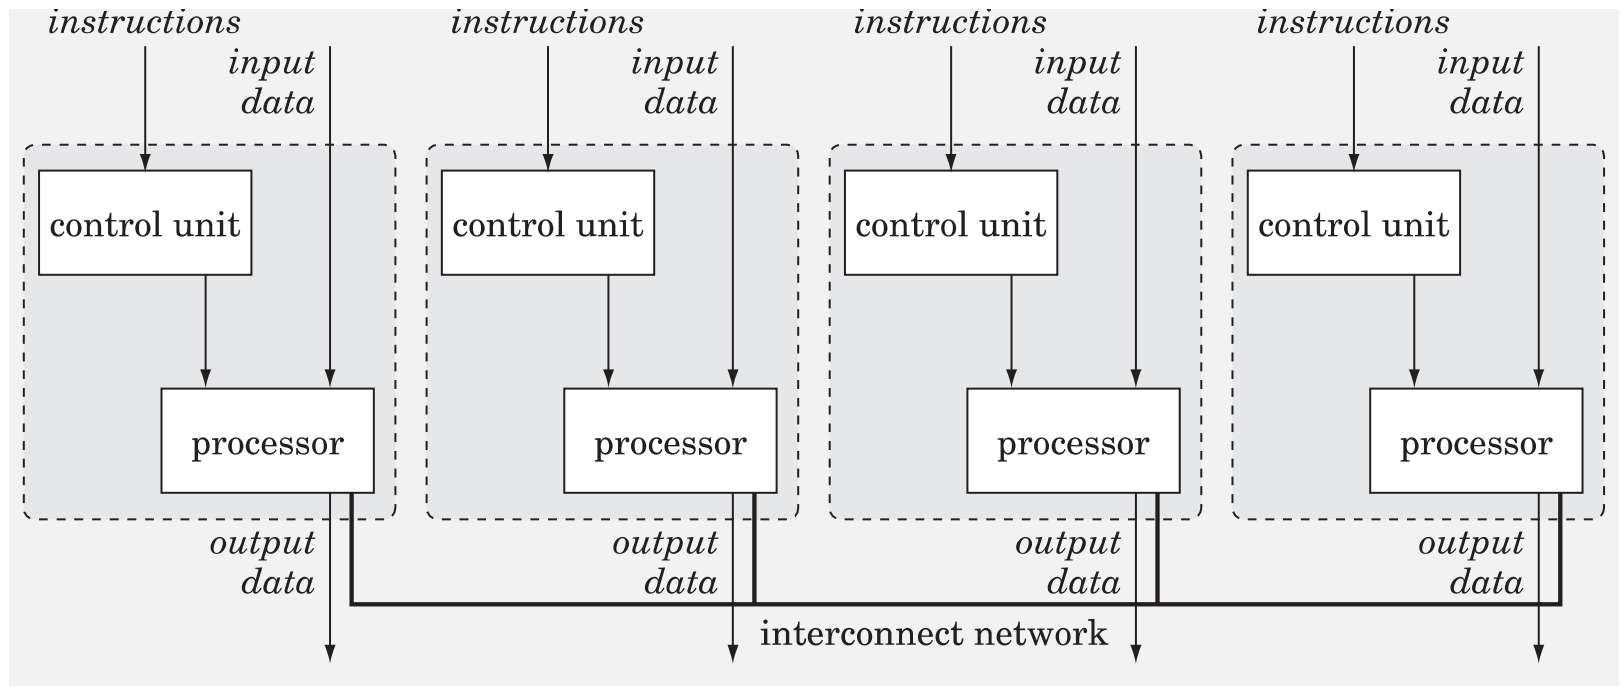 instructions instructions instructions instructions
input input input input
data data data data
control unit control unit control unit control unit
processor processor processor processor
output output output output
data data data data
interconnect network